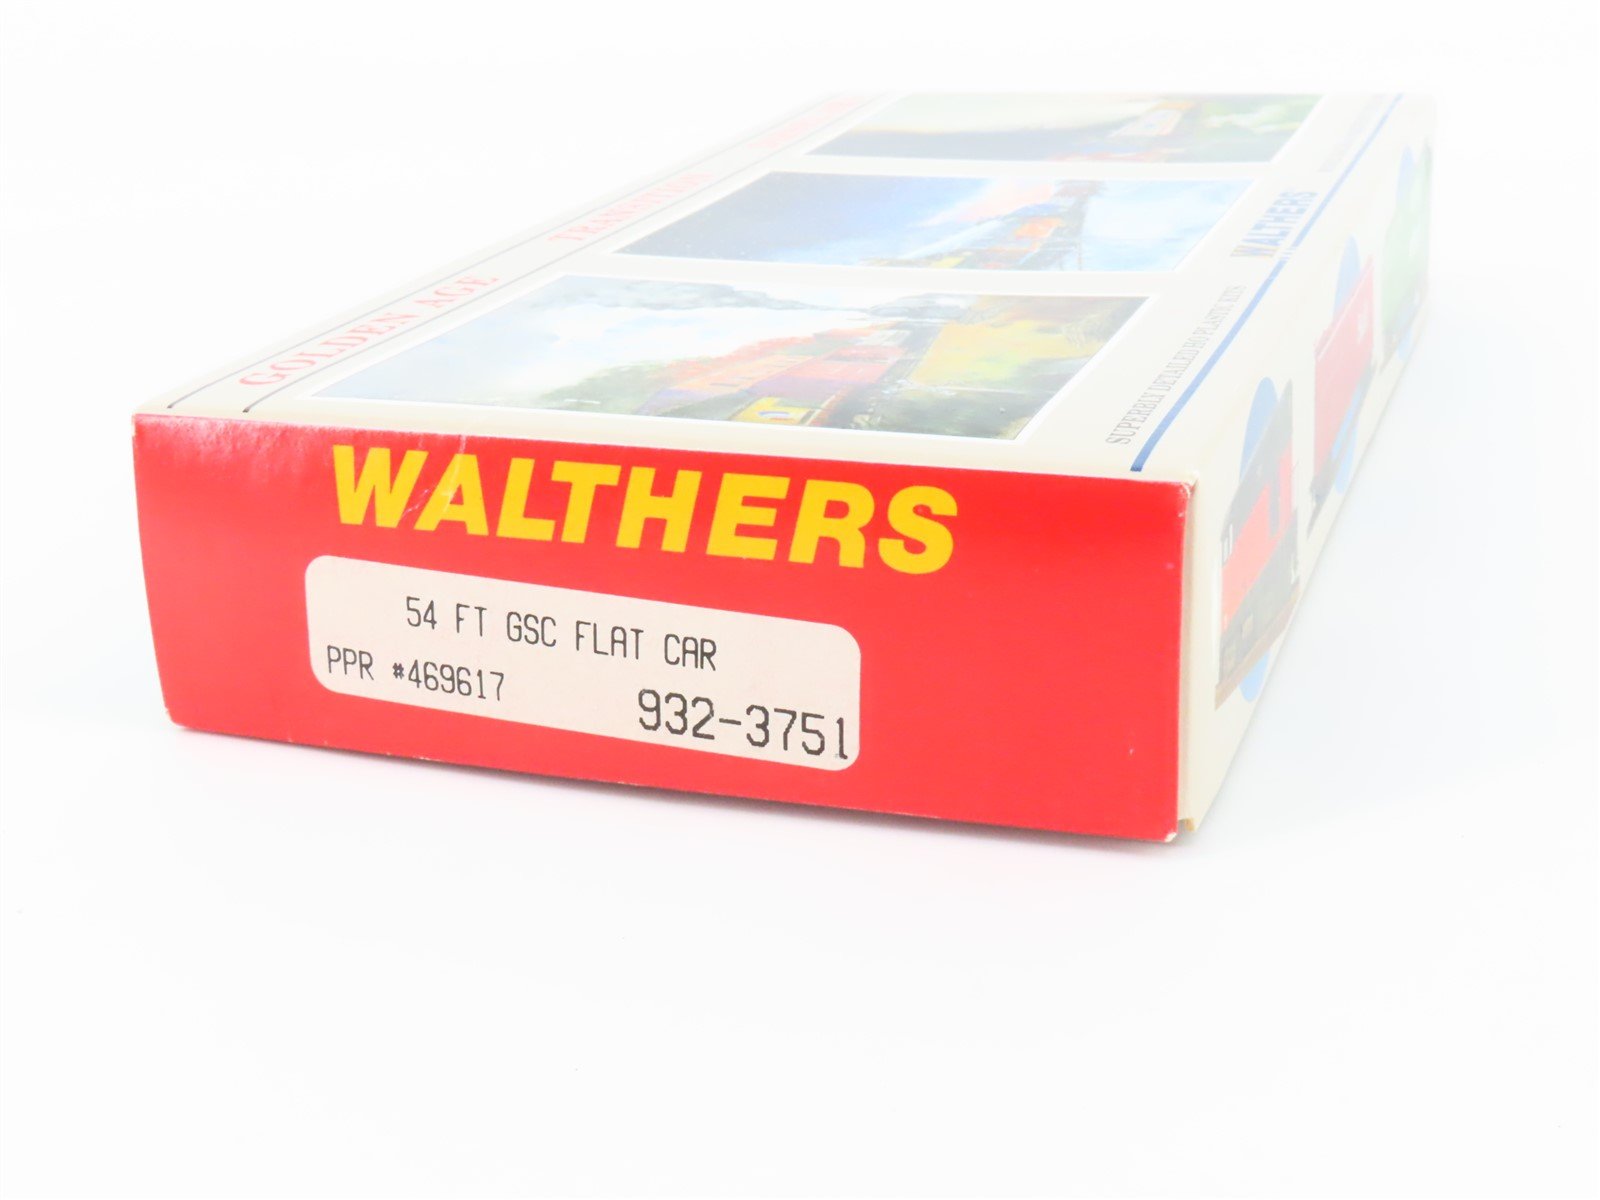 GOLDEN AGE
TRANSITION
WALTHERS
SUPERBLY DETAILED HO PLASTIC KITS
WALTHERS
54 FT GSC FLAT CAR
PPR #469617
932-3751